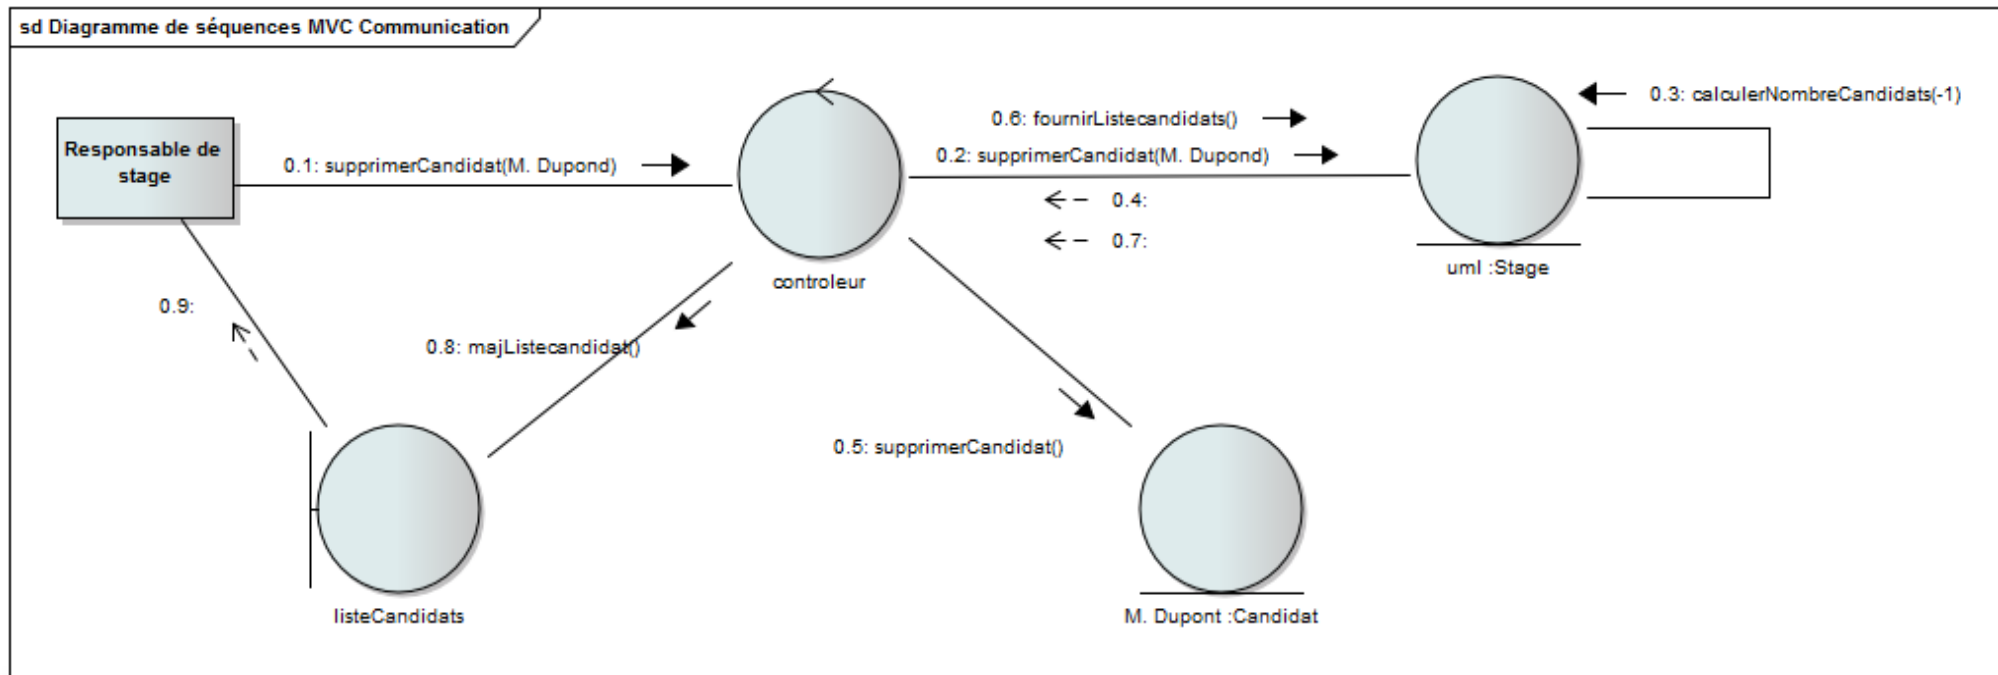 sd Diagramme de séquences MVC Communication
Responsable de
stage
0.1: supprimerCandidat(M. Dupond)
controleur
0.6: fournirListecandidats()
0.2: supprimerCandidat(M. Dupond)
0.4:
0.7:
0.3: calculerNombreCandidats(-1)
uml :Stage
0.9:
0.8: majListecandidat()
0.5: supprimerCandidat()
listeCandidats
M. Dupont :Candidat